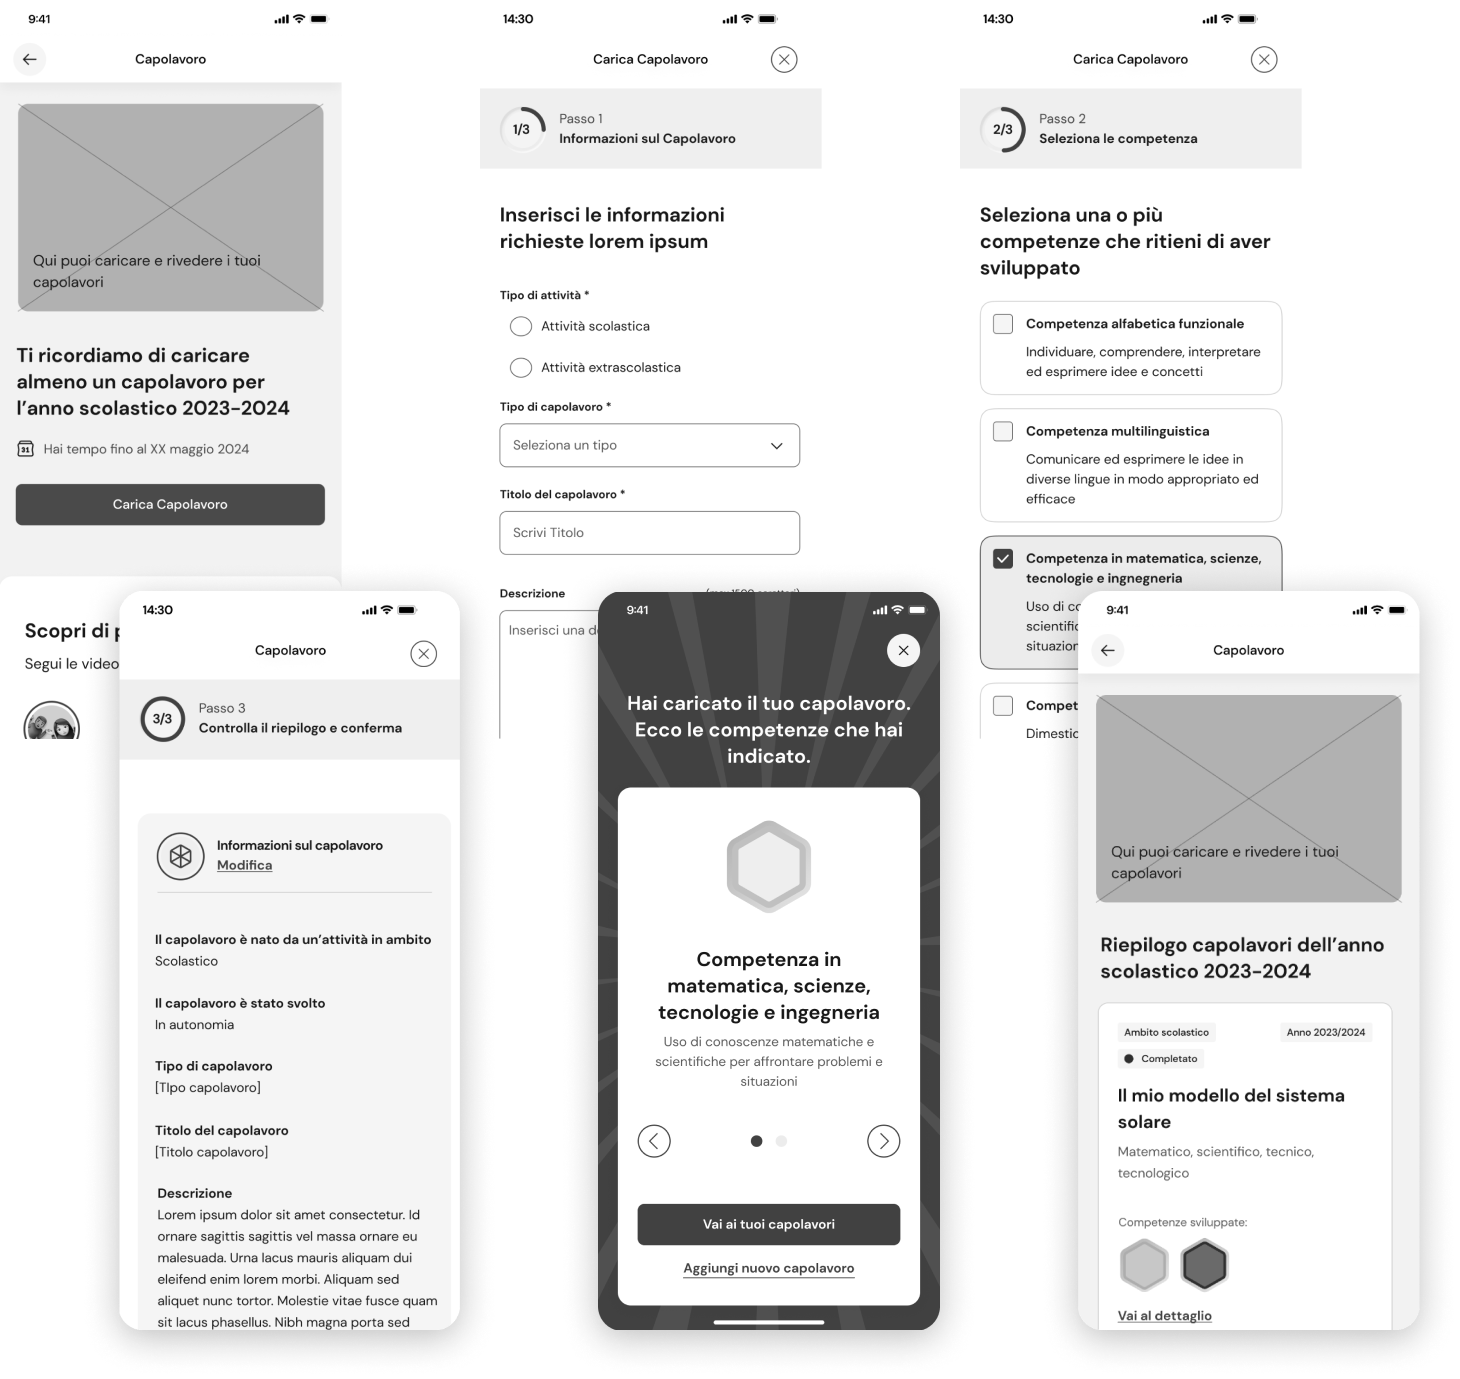 9:41
Capolavoro
Qui puoi caricare e rivedere i tuoi
capolavori
Ti ricordiamo di caricare
almeno un capolavoro per
l'anno scolastico 2023-2024
31
Hai tempo fino al XX maggio 2024
Carica Capolavoro
Scopri di p
Segui le video
14:30
Carica Capolavoro
1/3
Passo 1
Informazioni sul Capolavoro
Inserisci le informazioni
richieste lorem ipsum
Tipo di attività *
Attività scolastica
Attività extrascolastica
Tipo di capolavoro *
Seleziona un tipo
Titolo del capolavoro *
Scrivi Titolo
Descrizione
(max 1500 caratteri)
Inserisci una de
14:30
Carica Capolavoro
2/3
Passo 2
Seleziona le competenza
Seleziona una o più
competenze che ritieni di aver
sviluppato
Competenza alfabetica funzionale
Individuare, comprendere, interpretare
ed esprimere idee e concetti
Competenza multilinguistica
Comunicare ed esprimere le idee in
diverse lingue in modo appropriato ed
efficace
Competenza in matematica, scienze,
tecnologie e ingnegneria
Uso di co
scientific
situazion
Compet
Dimestic
14:30
Capolavoro
3/3
Passo 3
Controlla il riepilogo e conferma
Informazioni sul capolavoro
Modifica
Il capolavoro è nato da un'attività in ambito
Scolastico
Il capolavoro è stato svolto
In autonomia
Tipo di capolavoro
[TIpo capolavoro]
Titolo del capolavoro
[Titolo capolavoro]
Descrizione
Lorem ipsum dolor sit amet consectetur. Id
ornare sagittis sagittis vel massa ornare eu
malesuada. Urna lacus mauris aliquam dui
eleifend enim lorem morbi. Aliquam sed
aliquet nunc tortor. Molestie vitae fusce quam
sit lacus phasellus. Nibh magna porta sed
9:41
Hai caricato il tuo capolavoro.
Ecco le competenze che hai
indicato.
Competenza in
matematica, scienze,
tecnologie e ingegneria
Uso di conoscenze matematiche e
scientifiche per affrontare problemi e
situazioni
Vai ai tuoi capolavori
Aggiungi nuovo capolavoro
9:41
Capolavoro
Qui puoi caricare e rivedere i tuoi
capolavori
Riepilogo capolavori dell'anno
scolastico 2023-2024
Ambito scolastico
Anno 2023/2024
Completato
Il mio modello del sistema
solare
Matematico, scientifico, tecnico,
tecnologico
Competenze sviluppate:
Vai al dettaglio